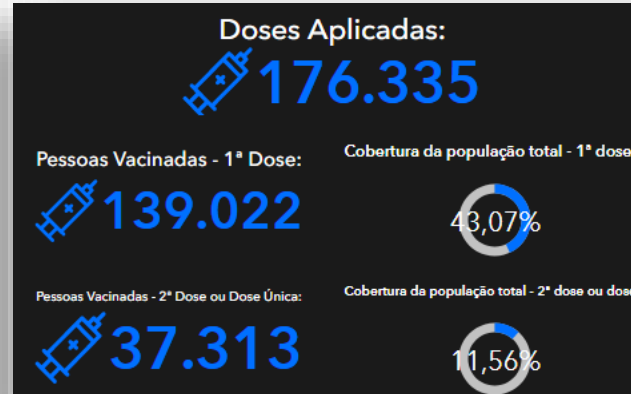 Doses Aplicadas:
176.335
Pessoas Vacinadas - 1ª Dose:
139.022
Cobertura da população total - 1ª dose
43,07%
Pessoas Vacinadas - 2ª Dose ou Dose Única:
37.313
Cobertura da população total - 2ª dose ou dose
11,56%